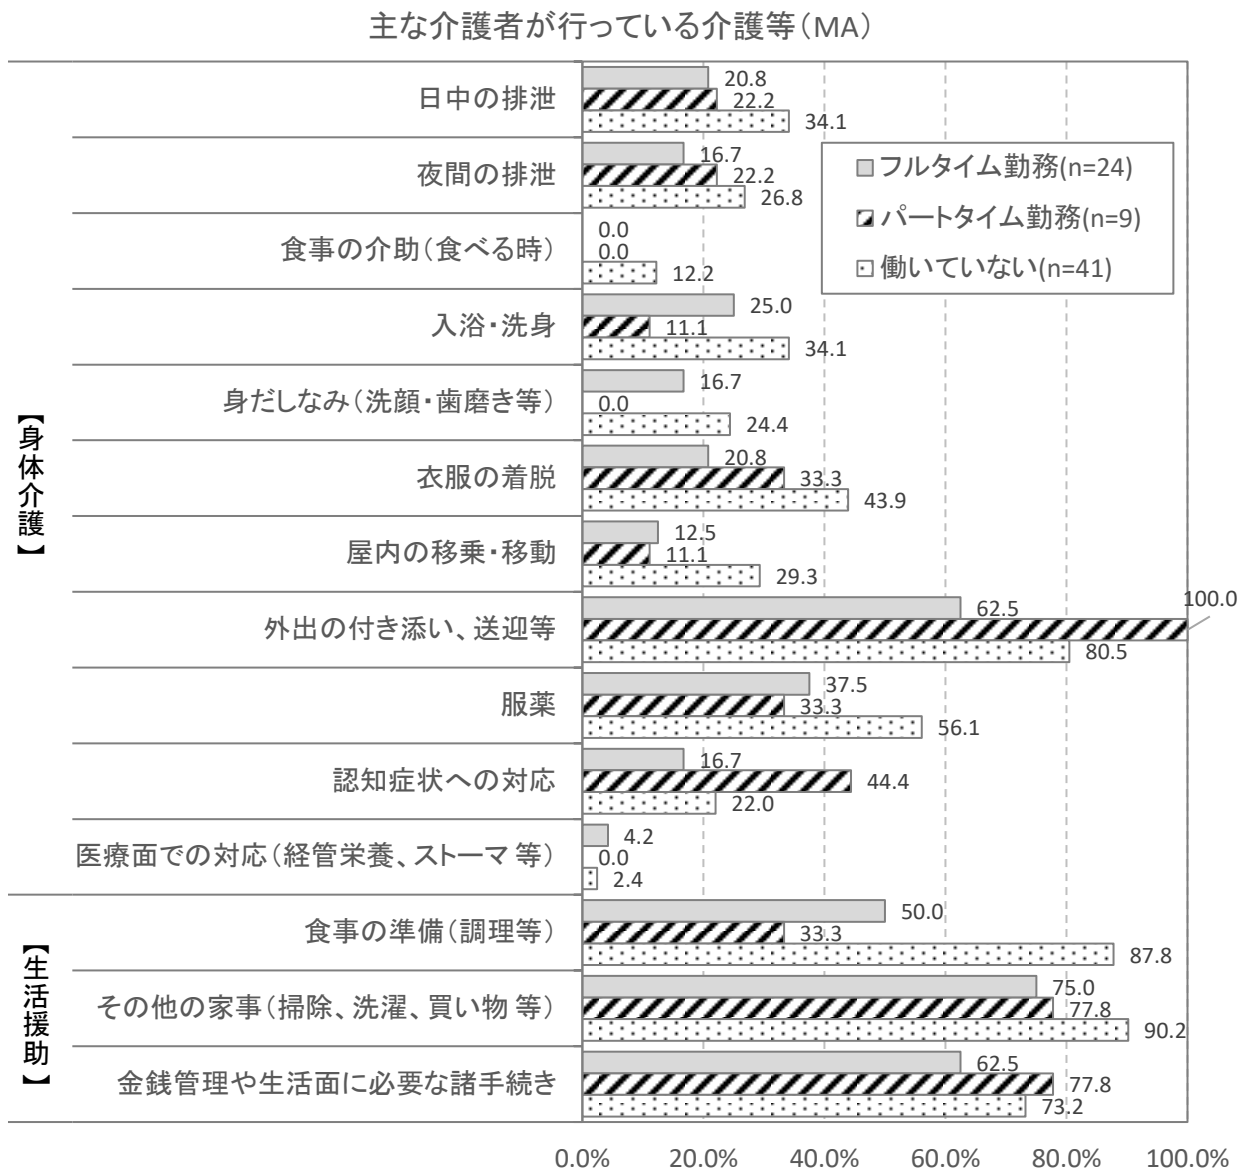 主な介護者が行っている介護等(MA)
フルタイム勤務(n=24)
パートタイム勤務(n=9)
働いていない(n=41)
【身体介護】
日中の排泄
20.8
22.2
34.1
夜間の排泄
16.7
22.2
26.8
食事の介助(食べる時)
0.0
0.0
12.2
入浴・洗身
25.0
11.1
34.1
身だしなみ(洗顔・歯磨き等)
16.7
0.0
24.4
衣服の着脱
20.8
33.3
43.9
屋内の移乗・移動
12.5
11.1
29.3
外出の付き添い、送迎等
62.5
100.0
80.5
服薬
37.5
33.3
56.1
認知症状への対応
16.7
44.4
22.0
医療面での対応(経管栄養、ストーマ 等)
4.2
0.0
2.4
【生活援助】
食事の準備(調理等)
50.0
33.3
87.8
その他の家事(掃除、洗濯、買い物 等)
75.0
77.8
90.2
金銭管理や生活面に必要な諸手続き
62.5
77.8
73.2
0.0% 20.0% 40.0% 60.0% 80.0% 100.0%